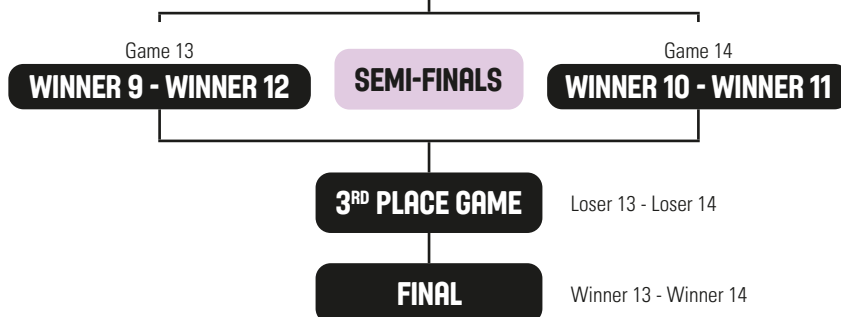 Game 13
WINNER 9 - WINNER 12
SEMI-FINALS
Game 14
WINNER 10 - WINNER 11
3RD PLACE GAME
Loser 13 - Loser 14
FINAL
Winner 13 - Winner 14